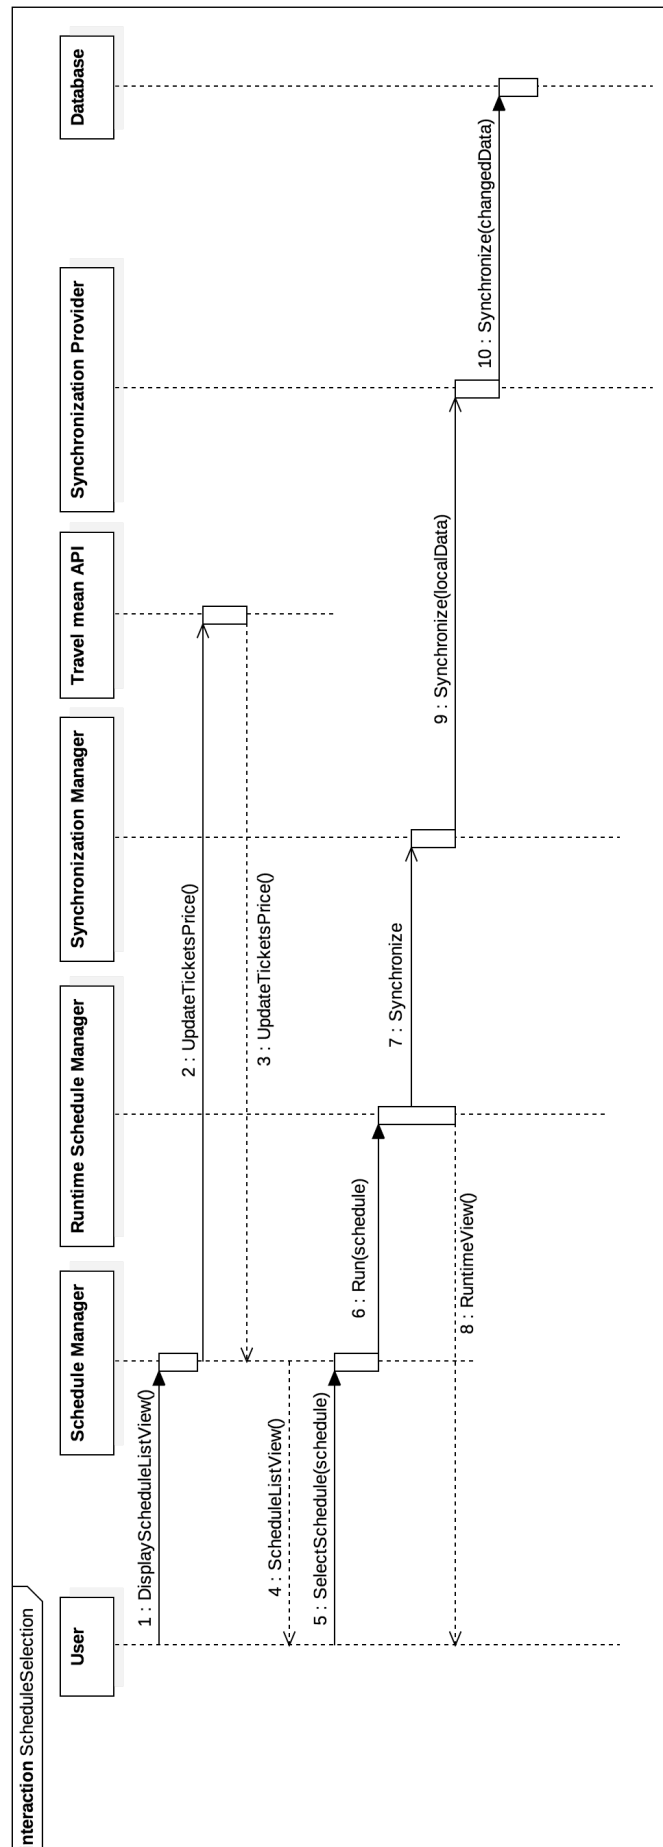 nteraction ScheduleSelection
User
Schedule Manager
Runtime Schedule Manager
Synchronization Manager
Travel mean API
Synchronization Provider
Database
1 : DisplayScheduleListView()
2 : UpdateTicketsPrice()
3 : UpdateTicketsPrice()
4 : ScheduleListView()
5 : SelectSchedule(schedule)
6 : Run(schedule)
7 : Synchronize
8 : RuntimeView()
9 : Synchronize(localData)
10 : Synchronize(changedData)